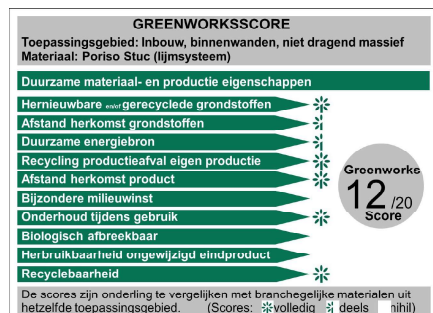 GREENWORKSSCORE
Toepassingsgebied: Inbouw, binnenwanden, niet dragend massief
Materiaal: Poriso Stuc (lijmsysteem)
Duurzame materiaal- en productie eigenschappen
Hernieuwbare en/of gerecyclede grondstoffen
Afstand herkomst grondstoffen
Duurzame energiebron
Recycling productieafval eigen productie
Afstand herkomst product
Bijzondere milieuwinst
Onderhoud tijdens gebruik
Biologisch afbreekbaar
Herbruikbaarheid ongewijzigd eindproduct
Recyclebaarheid
Greenworks
12/20
Score
De scores zijn onderling te vergelijken met branchegelijke materialen uit
hetzelfde toepassingsgebied. (Scores: volledig deels nihil)